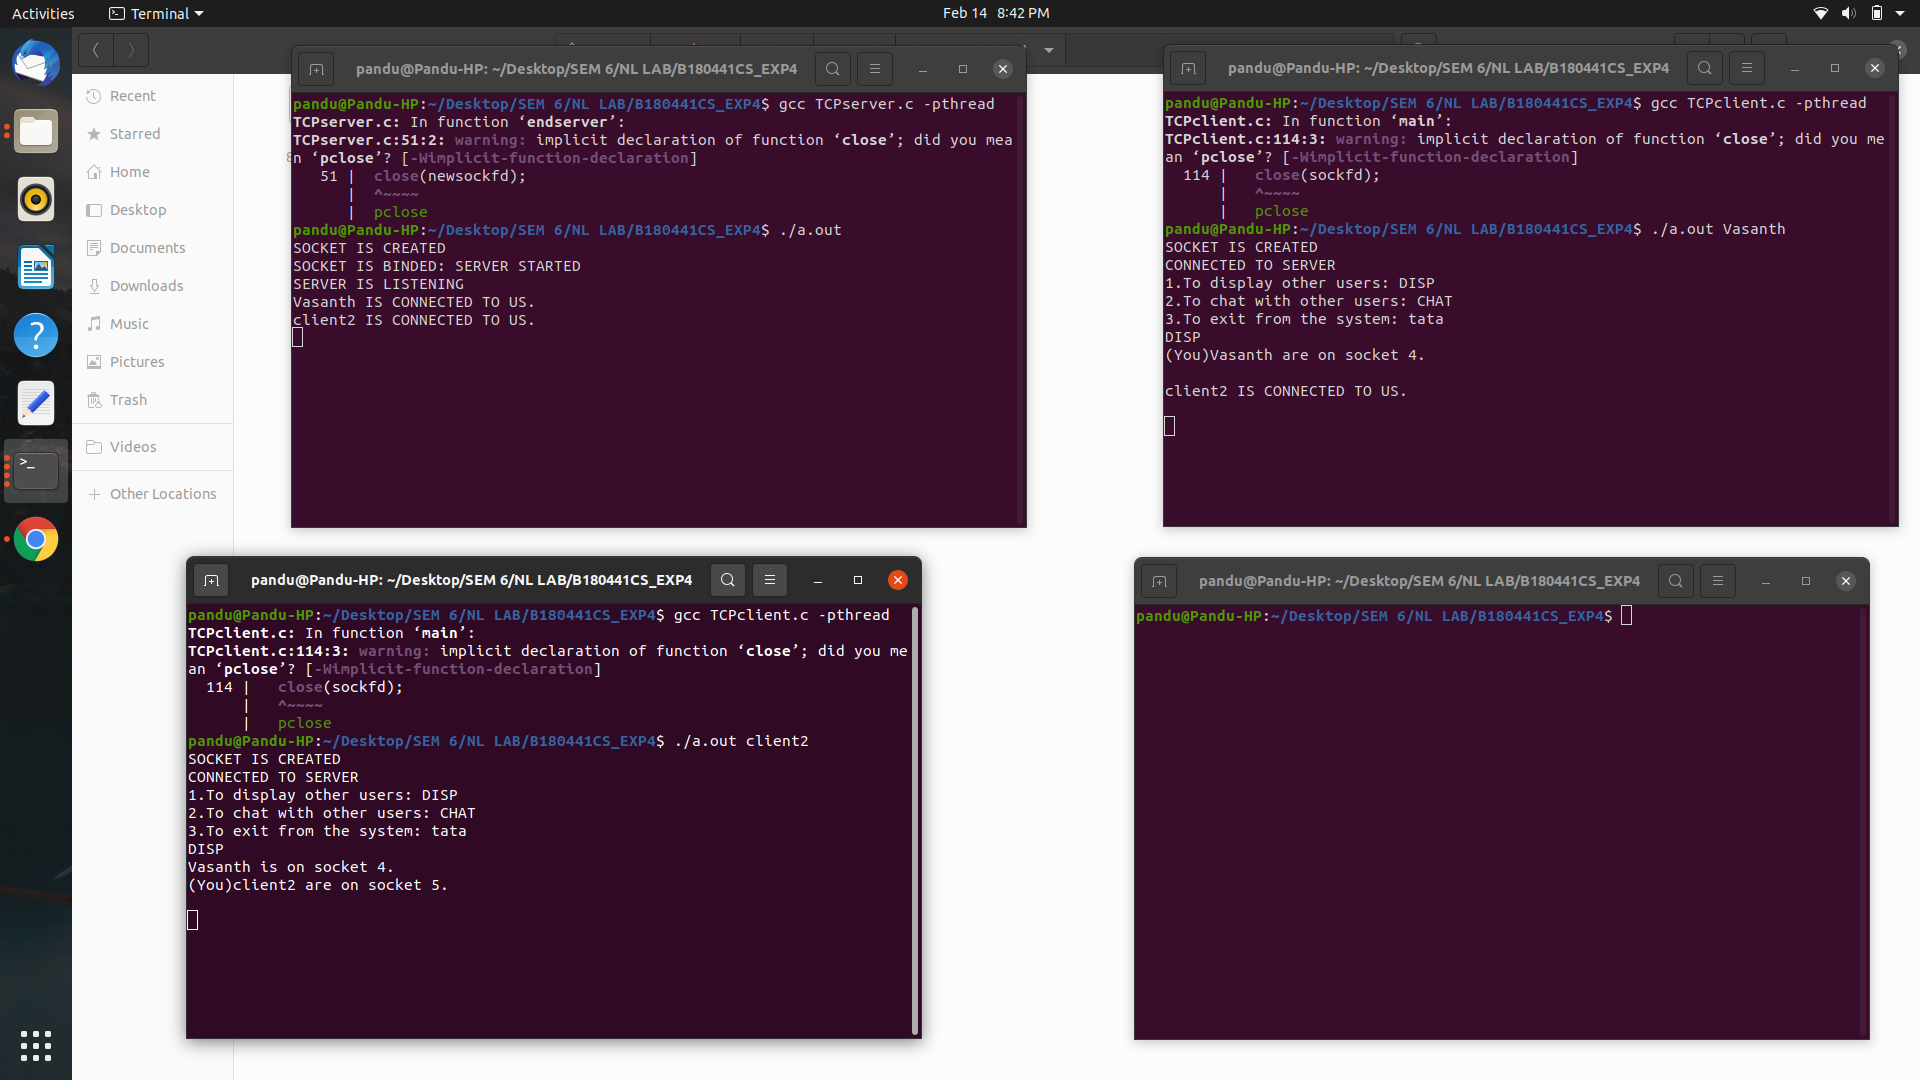 Activities
Terminal
Feb 14 8:42 PM
Recent
Starred
Home
Desktop
Documents
Downloads
Music
Pictures
Trash
Videos
+ Other Locations
pandu@Pandu-HP: ~/Desktop/SEM 6/NL LAB/B180441CS_EXP4
pandu@Pandu-HP:~/Desktop/SEM 6/NL LAB/B180441CS_EXP4$ gcc TCPserver.c -pthread
TCPserver.c: In function ‘endserver’:
TCPserver.c:51:2: warning: implicit declaration of function ‘close’; did you mea
n ‘pclose’? [-Wimplicit-function-declaration]
   51 |  close(newsockfd);
      |  ^~~~~
      |  pclose
pandu@Pandu-HP:~/Desktop/SEM 6/NL LAB/B180441CS_EXP4$ ./a.out
SOCKET IS CREATED
SOCKET IS BINDED: SERVER STARTED
SERVER IS LISTENING
Vasanth IS CONNECTED TO US.
client2 IS CONNECTED TO US.
pandu@Pandu-HP: ~/Desktop/SEM 6/NL LAB/B180441CS_EXP4
pandu@Pandu-HP:~/Desktop/SEM 6/NL LAB/B180441CS_EXP4$ gcc TCPclient.c -pthread
TCPclient.c: In function ‘main’:
TCPclient.c:114:3: warning: implicit declaration of function ‘close’; did you me
an ‘pclose’? [-Wimplicit-function-declaration]
  114 |   close(sockfd);
      |   ^~~~~
      |   pclose
pandu@Pandu-HP:~/Desktop/SEM 6/NL LAB/B180441CS_EXP4$ ./a.out Vasanth
SOCKET IS CREATED
CONNECTED TO SERVER
1.To display other users: DISP
2.To chat with other users: CHAT
3.To exit from the system: tata
DISP
(You)Vasanth are on socket 4.
client2 IS CONNECTED TO US.
pandu@Pandu-HP: ~/Desktop/SEM 6/NL LAB/B180441CS_EXP4
pandu@Pandu-HP:~/Desktop/SEM 6/NL LAB/B180441CS_EXP4$ gcc TCPclient.c -pthread
TCPclient.c: In function ‘main’:
TCPclient.c:114:3: warning: implicit declaration of function ‘close’; did you me
an ‘pclose’? [-Wimplicit-function-declaration]
  114 |   close(sockfd);
      |   ^~~~~
      |   pclose
pandu@Pandu-HP:~/Desktop/SEM 6/NL LAB/B180441CS_EXP4$ ./a.out client2
SOCKET IS CREATED
CONNECTED TO SERVER
1.To display other users: DISP
2.To chat with other users: CHAT
3.To exit from the system: tata
DISP
Vasanth is on socket 4.
(You)client2 are on socket 5.
pandu@Pandu-HP: ~/Desktop/SEM 6/NL LAB/B180441CS_EXP4
pandu@Pandu-HP:~/Desktop/SEM 6/NL LAB/B180441CS_EXP4$